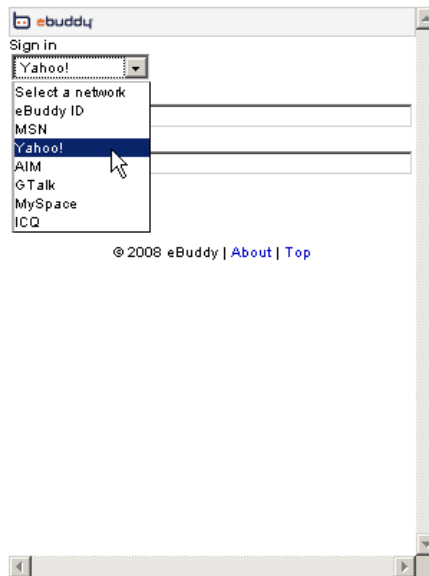 ebuddy
Sign in
Yahoo!
Select a network
eBuddy ID
MSN
Yahoo!
AIM
GTalk
MySpace
ICQ
© 2008 eBuddy | About | Top